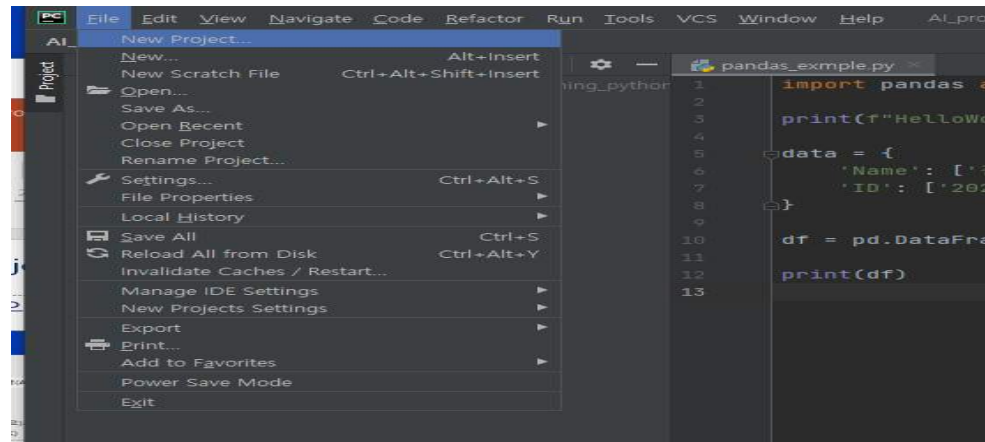 PC File Edit View Navigate Code Refactor Run Tools VCS Window Help AI_pro
AI_
Project
New Project...
New... Alt+Insert
New Scratch File Ctrl+Alt+Shift+Insert
Open...
Save As...
Open Recent
Close Project
Rename Project...
Settings... Ctrl+Alt+S
File Properties
Local History
Save All Ctrl+S
Reload All from Disk Ctrl+Alt+Y
Invalidate Caches / Restart...
Manage IDE Settings
New Projects Settings
Export
Print...
Add to Favorites
Power Save Mode
Exit
ning_python
pandas_exmple.py
1 import pandas a
2
3 print(f"HelloWo
4
5 data = {
6 'Name': ['
7 'ID': ['202
8 }
9
10 df = pd.DataFra
11
12 print(df)
13